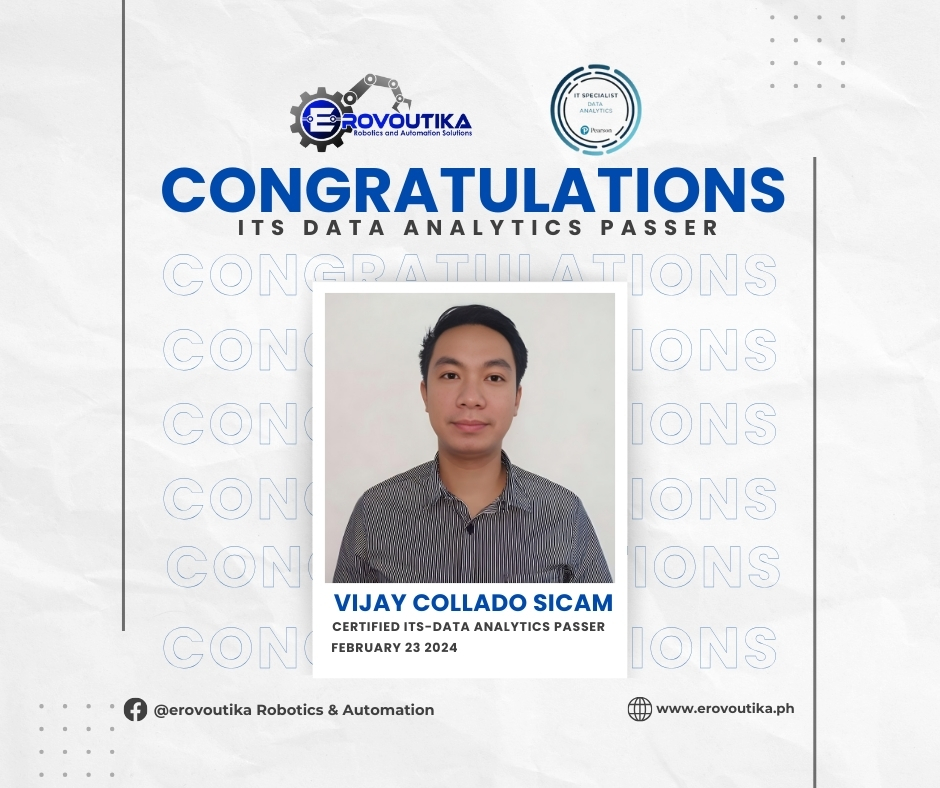 EROVOUTIKA
Robotics and Automation Solutions
IT SPECIALIST
DATA
ANALYTICS
Pearson
CONGRATULATIONS
ITS DATA ANALYTICS PASSER
CONGRATULATIONS
CONG IONS
CONG IONS
CONG IONS
CONG IONS
CONG IONS
VIJAY COLLADO SICAM
CERTIFIED ITS-DATA ANALYTICS PASSER
FEBRUARY 23 2024
@erovoutika Robotics & Automation
www.erovoutika.ph